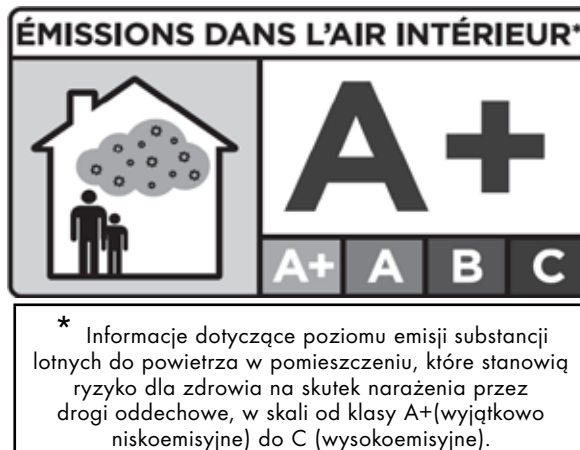 ÉMISSIONS DANS L'AIR INTÉRIEUR*
A+
A+ A B C
* Informacje dotyczące poziomu emisji substancji
lotnych do powietrza w pomieszczeniu, które stanowią
ryzyko dla zdrowia na skutek narażenia przez
drogi oddechowe, w skali od klasy A+(wyjątkowo
niskoemisyjne) do C (wysokoemisyjne).